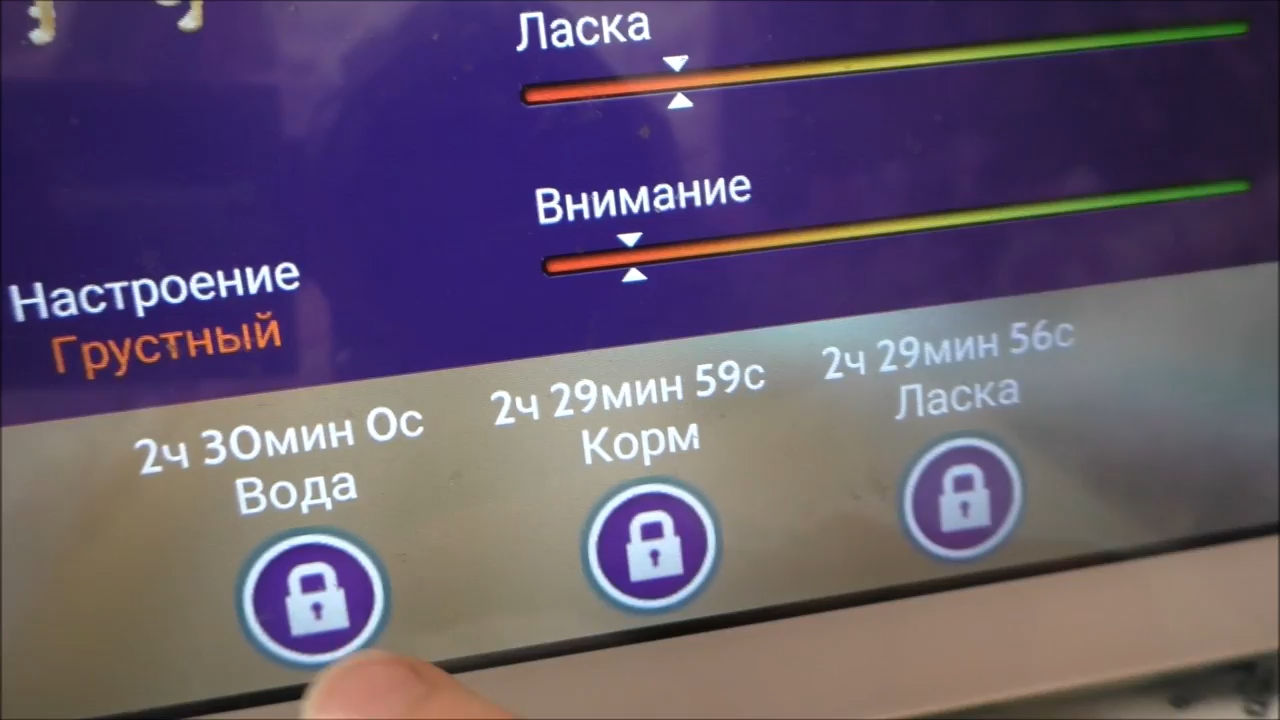 Ласка
Внимание
Настроение
Грустный
2ч 30мин 0с
Вода
2ч 29мин 59с
Корм
2ч 29мин 56с
Ласка